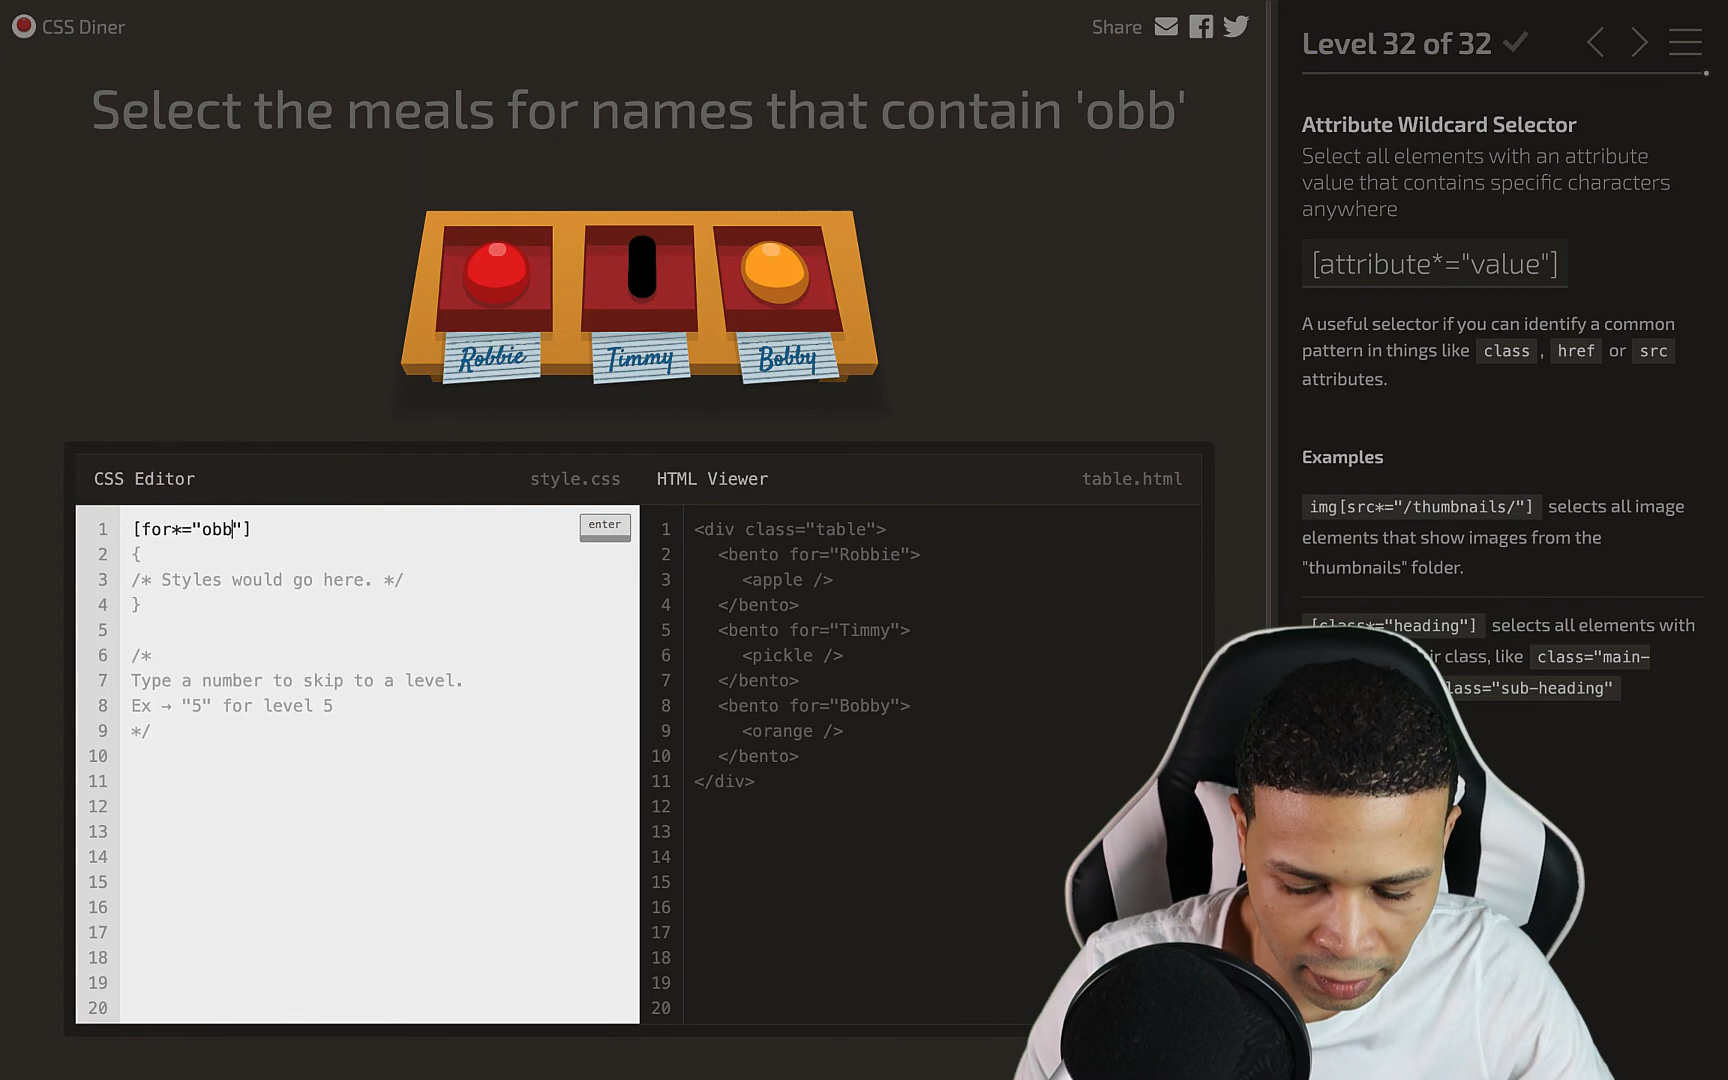 CSS Diner
Share
Select the meals for names that contain 'obb'
Robbie
Timmy
Bobby
CSS Editor
style.css
1 [for*="obb"]
enter
2 {
3 /* Styles would go here. */
4 }
5
6 /*
7 Type a number to skip to a level.
8 Ex → "5" for level 5
9 */
10
11
12
13
14
15
16
17
18
19
20
HTML Viewer
table.html
1 <div class="table">
2 <bento for="Robbie">
3 <apple />
4 </bento>
5 <bento for="Timmy">
6 <pickle />
7 </bento>
8 <bento for="Bobby">
9 <orange />
10 </bento>
11 </div>
12
13
14
15
16
17
18
19
20
Level 32 of 32
Attribute Wildcard Selector
Select all elements with an attribute
value that contains specific characters
anywhere
[attribute*="value"]
A useful selector if you can identify a common
pattern in things like class , href or src
attributes.
Examples
img[src*="/thumbnails/"] selects all image
elements that show images from the
"thumbnails" folder.
[class*="heading"] selects all elements with
class, like class="main-
"sub-heading"